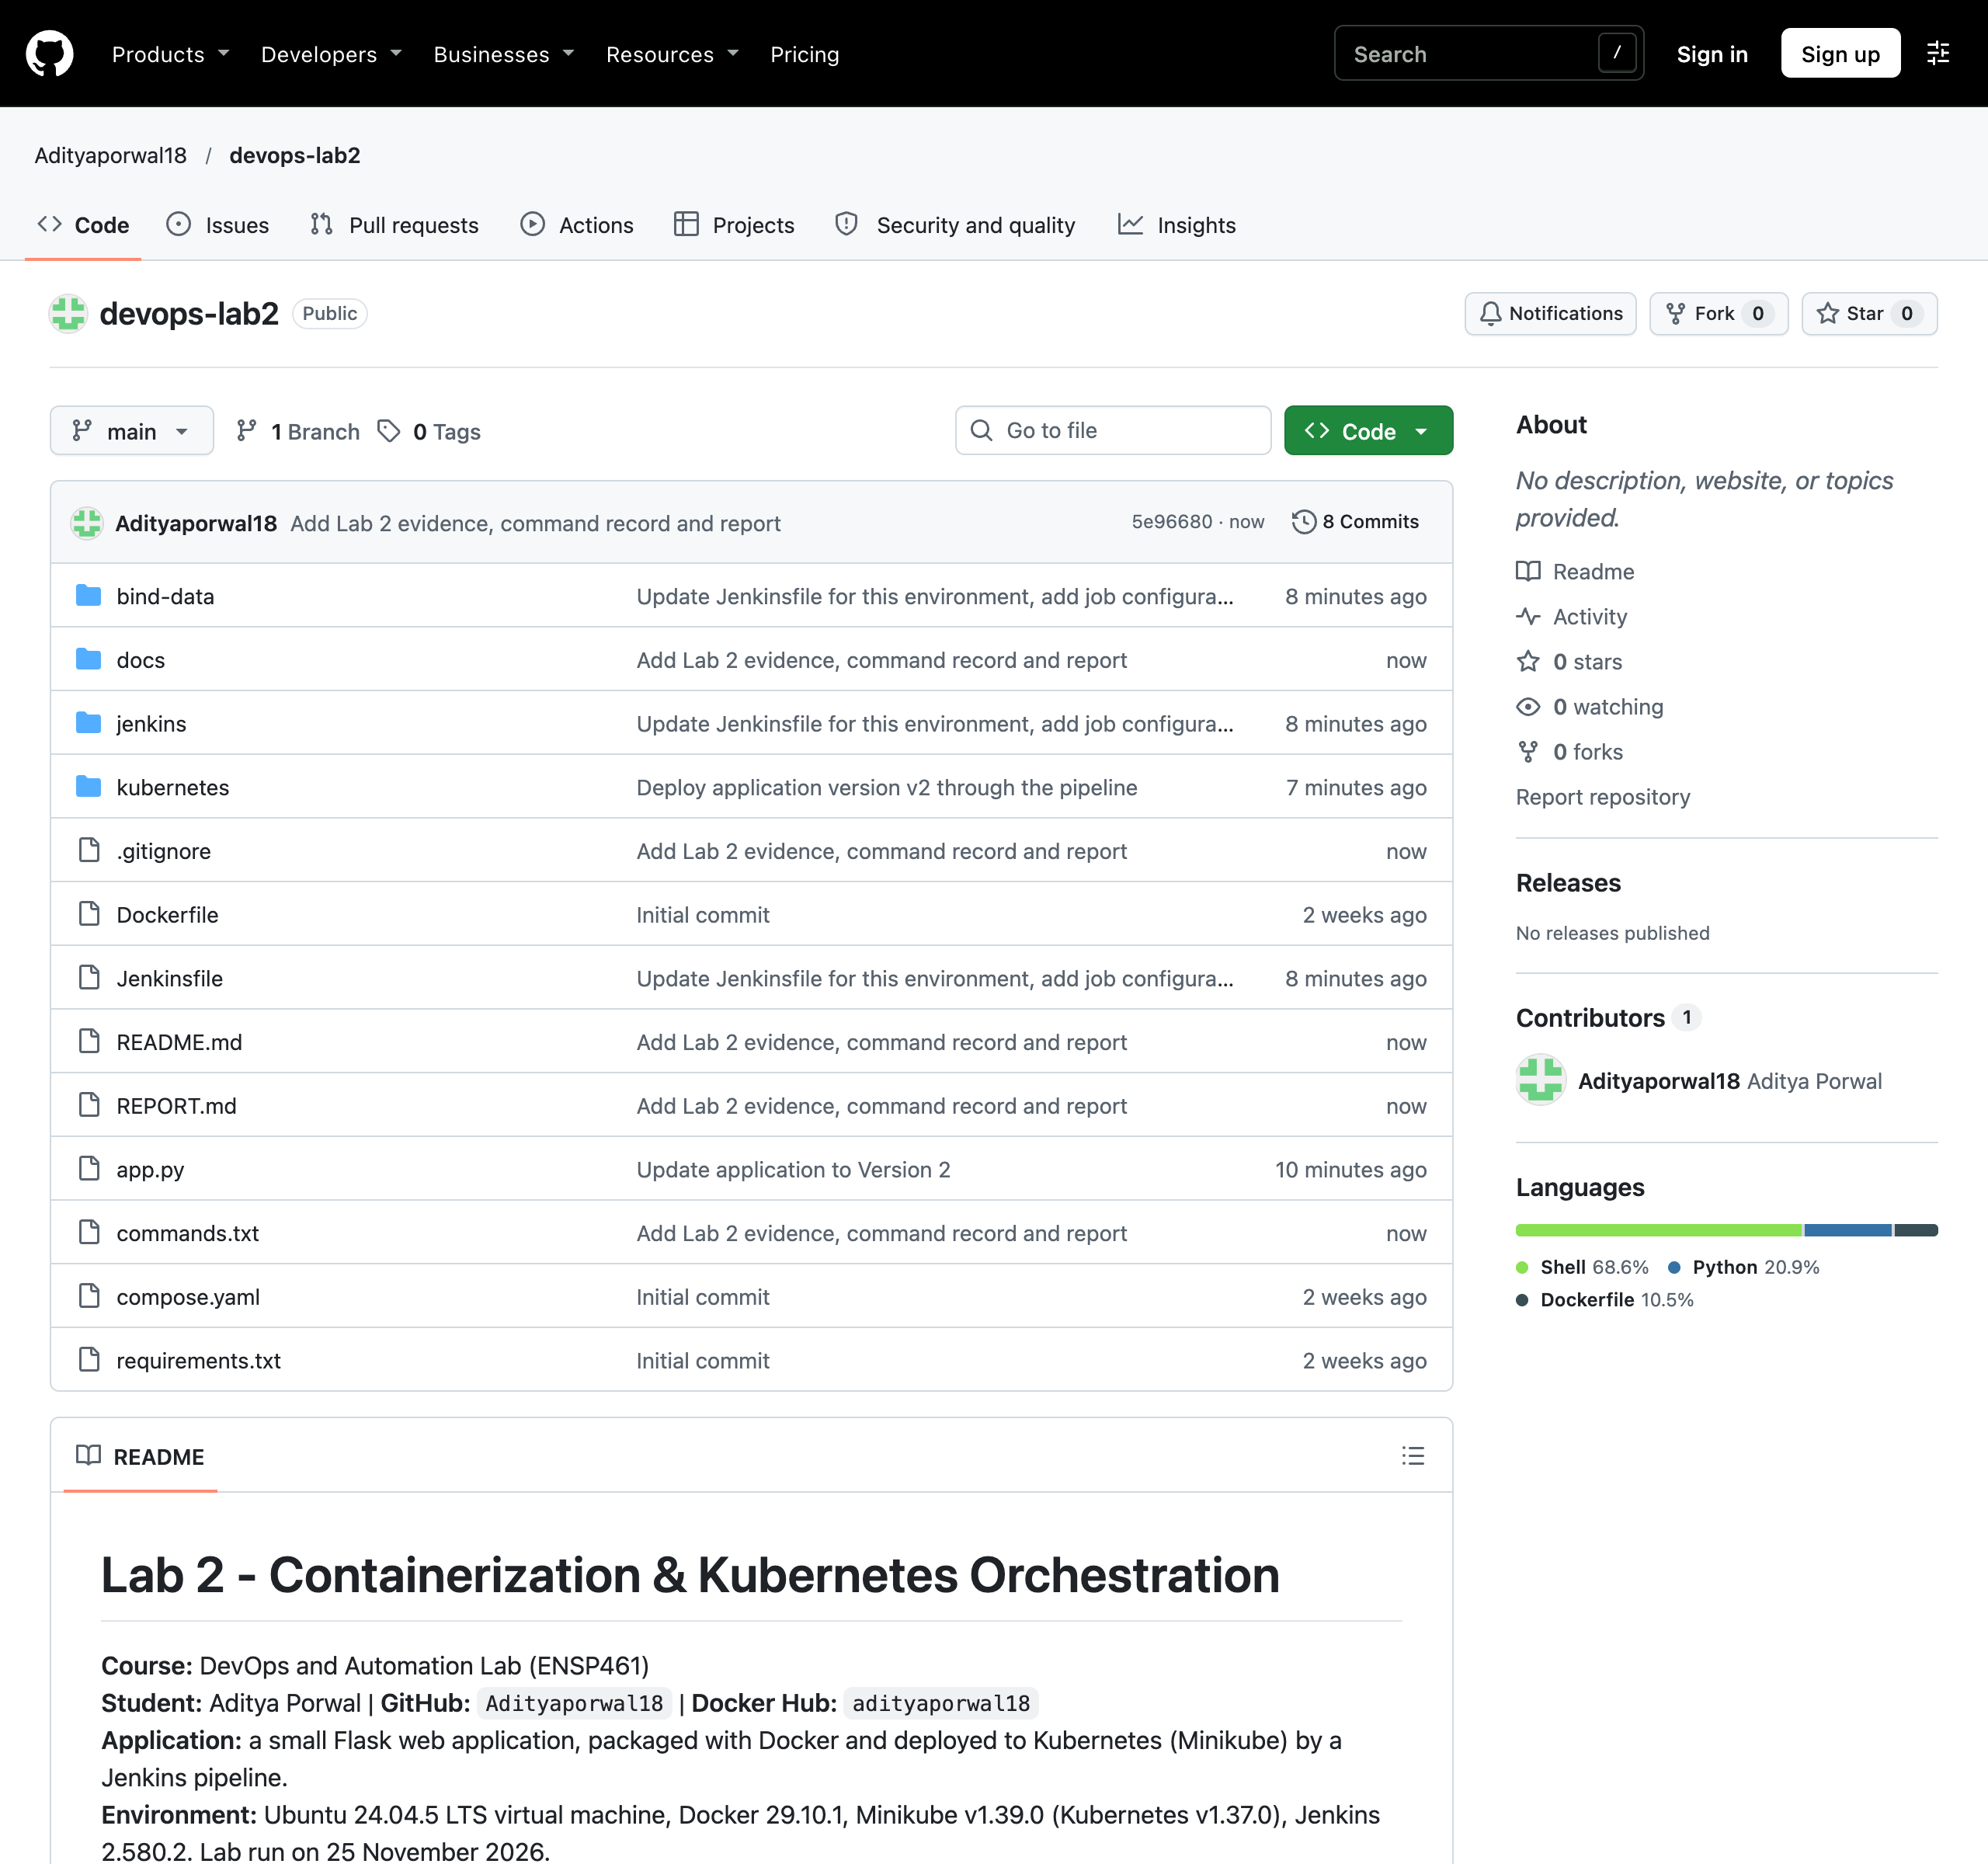 Products Developers Businesses Resources Pricing Search / Sign in Sign up
Adityaporwal18 / devops-lab2
Code Issues Pull requests Actions Projects Security and quality Insights
devops-lab2 Public Notifications Fork 0 Star 0
main 1 Branch 0 Tags Go to file Code
Adityaporwal18 Add Lab 2 evidence, command record and report 5e96680 · now 8 Commits
bind-data Update Jenkinsfile for this environment, add job configura... 8 minutes ago
docs Add Lab 2 evidence, command record and report now
jenkins Update Jenkinsfile for this environment, add job configura... 8 minutes ago
kubernetes Deploy application version v2 through the pipeline 7 minutes ago
.gitignore Add Lab 2 evidence, command record and report now
Dockerfile Initial commit 2 weeks ago
Jenkinsfile Update Jenkinsfile for this environment, add job configura... 8 minutes ago
README.md Add Lab 2 evidence, command record and report now
REPORT.md Add Lab 2 evidence, command record and report now
app.py Update application to Version 2 10 minutes ago
commands.txt Add Lab 2 evidence, command record and report now
compose.yaml Initial commit 2 weeks ago
requirements.txt Initial commit 2 weeks ago
README
Lab 2 - Containerization & Kubernetes Orchestration
Course: DevOps and Automation Lab (ENSP461)
Student: Aditya Porwal | GitHub: Adityaporwal18 | Docker Hub: adityaporwal18
Application: a small Flask web application, packaged with Docker and deployed to Kubernetes (Minikube) by a
Jenkins pipeline.
Environment: Ubuntu 24.04.5 LTS virtual machine, Docker 29.10.1, Minikube v1.39.0 (Kubernetes v1.37.0), Jenkins
2.580.2. Lab run on 25 November 2026.
About
No description, website, or topics
provided.
Readme
Activity
0 stars
0 watching
0 forks
Report repository
Releases
No releases published
Contributors 1
Adityaporwal18 Aditya Porwal
Languages
Shell 68.6% Python 20.9%
Dockerfile 10.5%